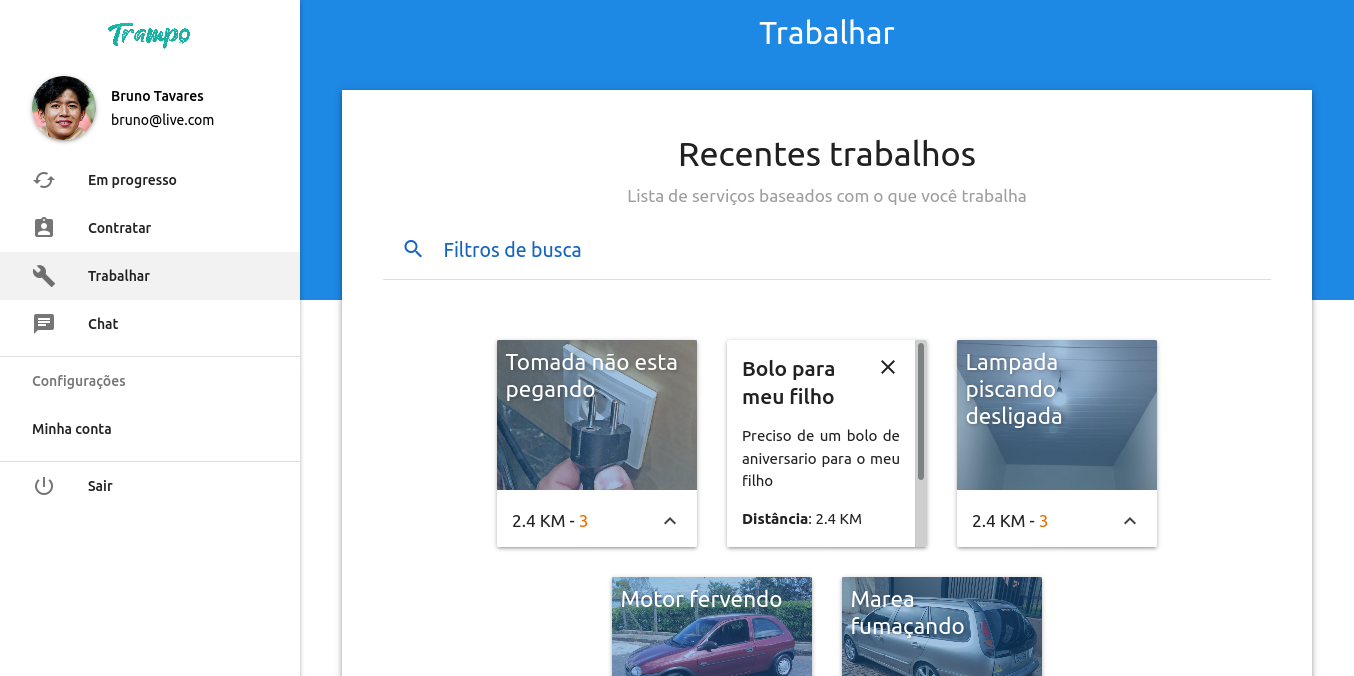 Trampo
Bruno Tavares
bruno@live.com
Em progresso
Contratar
Trabalhar
Chat
Configurações
Minha conta
Sair
Trabalhar
Recentes trabalhos
Lista de serviços baseados com o que você trabalha
Filtros de busca
Tomada não esta
pegando
2.4 KM - 3
Bolo para
meu filho
Preciso de um bolo de
aniversario para o meu
filho
Distância: 2.4 KM
Lampada
piscando
desligada
2.4 KM - 3
Motor fervendo
Marea
fumaçando